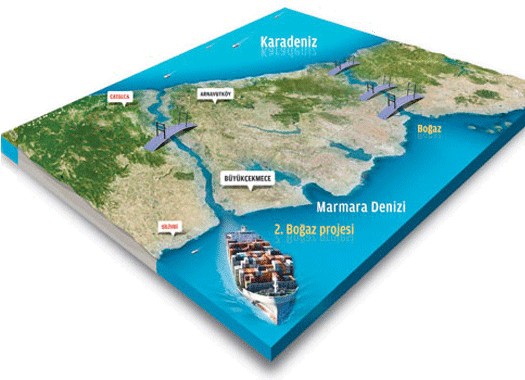 Karadeniz
ÇATALCA
ARNAVUTKÖY
Boğaz
BÜYÜKÇEKMECE
Marmara Denizi
SİLİVRİ
2. Boğaz projesi